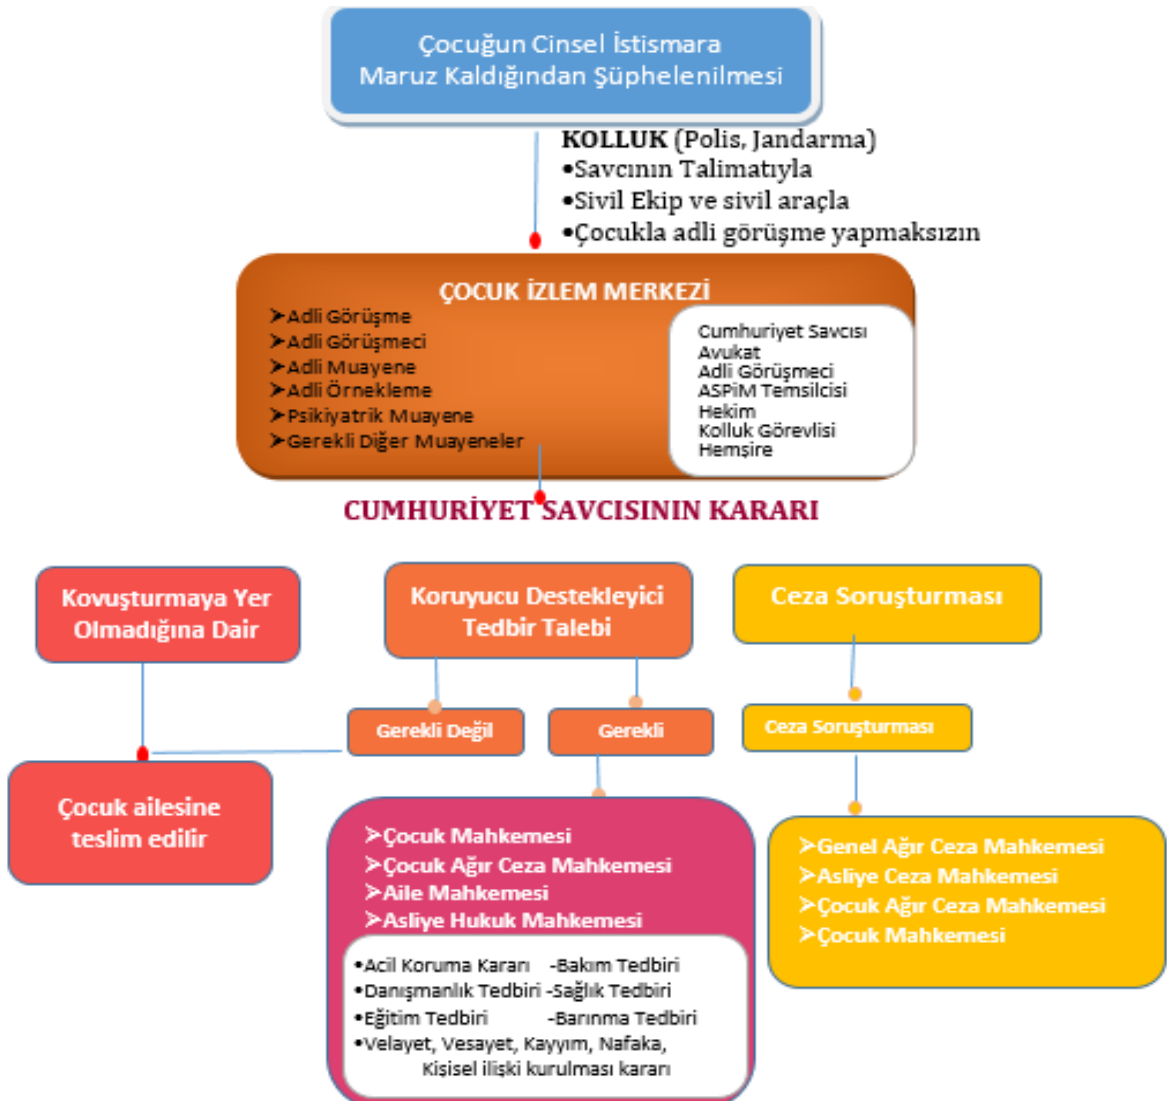 Çocuğun Cinsel İstismara
Maruz Kaldığından Şüphelenilmesi
KOLLUK (Polis, Jandarma)
•Savcının Talimatıyla
•Sivil Ekip ve sivil araçla
•Çocukla adli görüşme yapmaksızın
ÇOCUK İZLEM MERKEZİ
➤Adli Görüşme
➤Adli Görüşmeci
➤Adli Muayene
➤Adli Örnekleme
➤Psikiyatrik Muayene
➤Gerekli Diğer Muayeneler
Cumhuriyet Savcısı
Avukat
Adli Görüşmeci
ASPiM Temsilcisi
Hekim
Kolluk Görevlisi
Hemşire
CUMHURİYET SAVCISININ KARARI
Kovuşturmaya Yer
Olmadığına Dair
Koruyucu Destekleyici
Tedbir Talebi
Ceza Soruşturması
Gerekli Değil
Gerekli
Ceza Soruşturması
Çocuk ailesine
teslim edilir
➤Çocuk Mahkemesi
➤Çocuk Ağır Ceza Mahkemesi
➤Aile Mahkemesi
➤Asliye Hukuk Mahkemesi
•Acil Koruma Kararı -Bakım Tedbiri
•Danışmanlık Tedbiri -Sağlık Tedbiri
•Eğitim Tedbiri -Barınma Tedbiri
•Velayet, Vesayet, Kayyım, Nafaka,
Kişisel ilişki kurulması kararı
➤Genel Ağır Ceza Mahkemesi
➤Asliye Ceza Mahkemesi
➤Çocuk Ağır Ceza Mahkemesi
➤Çocuk Mahkemesi